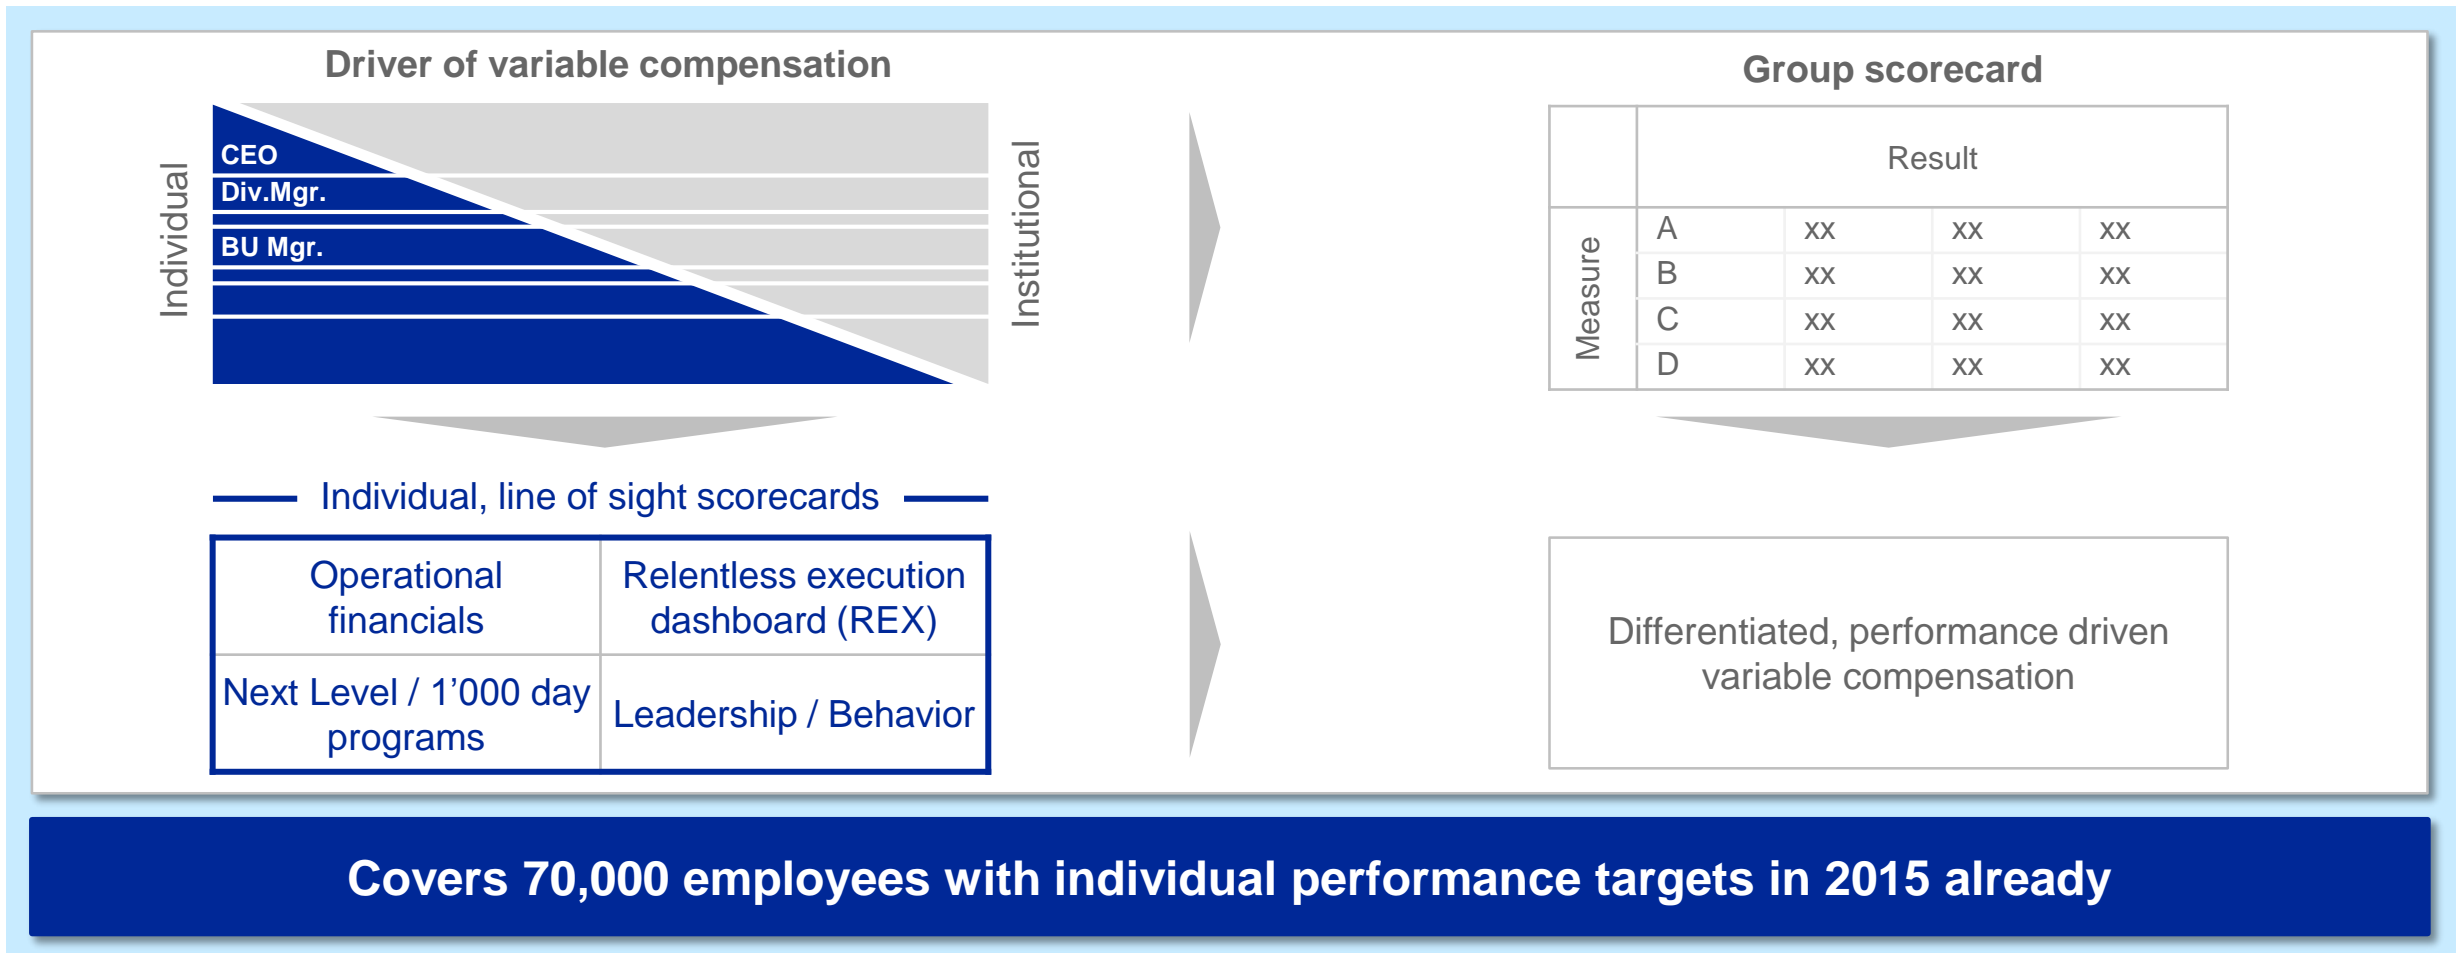 Driver of variable compensation
Individual
CEO
Div.Mgr.
BU Mgr.
Institutional
Group scorecard
Result
Measure
A xx xx xx
B xx xx xx
C xx xx xx
D xx xx xx
Individual, line of sight scorecards
Operational
financials
Relentless execution
dashboard (REX)
Next Level / 1’000 day
programs
Leadership / Behavior
Differentiated, performance driven
variable compensation
Covers 70,000 employees with individual performance targets in 2015 already